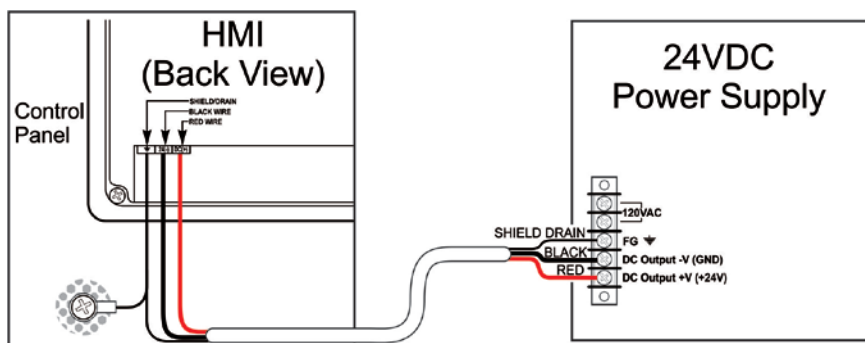 HMI
(Back View)
Control
Panel
SHIELD/DRAIN
BLACK WIRE
RED WIRE
24VDC
Power Supply
120VAC
SHIELD DRAIN
FG
BLACK
DC Output -V (GND)
RED
DC Output +V (+24V)